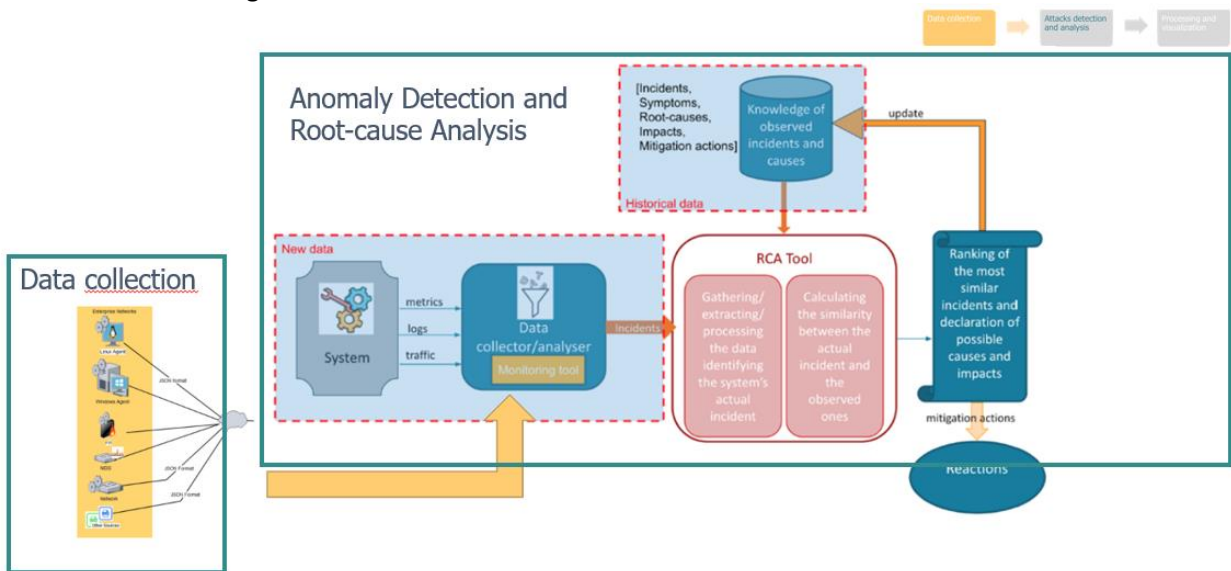 Data collection
Attacks detection
and analysis
Processing and
visualization
Anomaly Detection and
Root-cause Analysis
[Incidents,
Symptoms,
Root-causes,
Impacts,
Mitigation actions]
Knowledge of
observed
incidents and
causes
Historical data
update
New data
System
metrics
logs
traffic
Data
collector/analyser
Monitoring tool
Incidents
RCA Tool
Gathering/
extracting/
processing
the data
identifying
the system's
actual
incident
Calculating
the similarity
between the
actual
incident and
the
observed
ones
Ranking of
the most
similar
incidents and
declaration of
possible
causes and
impacts
mitigation actions
Reactions
Data collection
Enterprise Networks
Linux Agent
Windows Agent
Network
Other Sources
JSON format
JSON Format
JSON Format